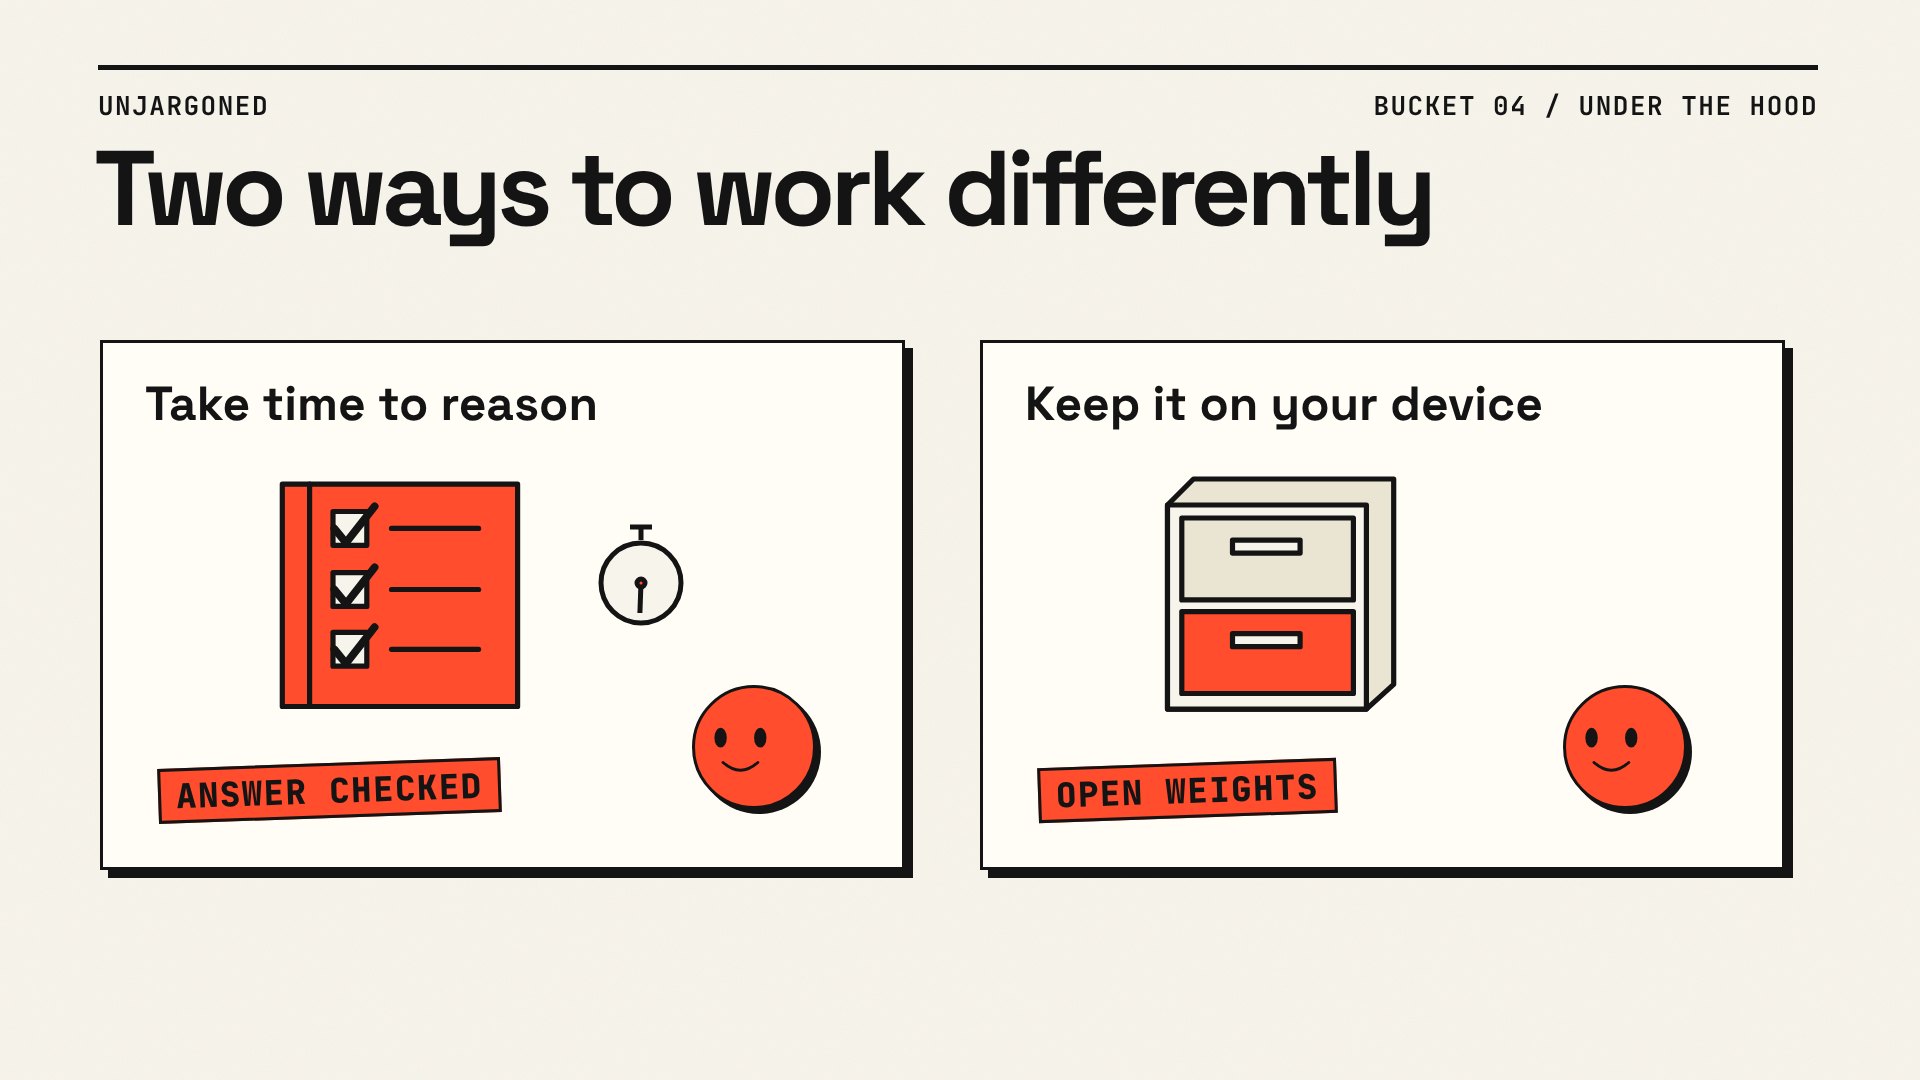 UNJARGONED
BUCKET 04 / UNDER THE HOOD
Two ways to work differently
Take time to reason
ANSWER CHECKED
Keep it on your device
OPEN WEIGHTS